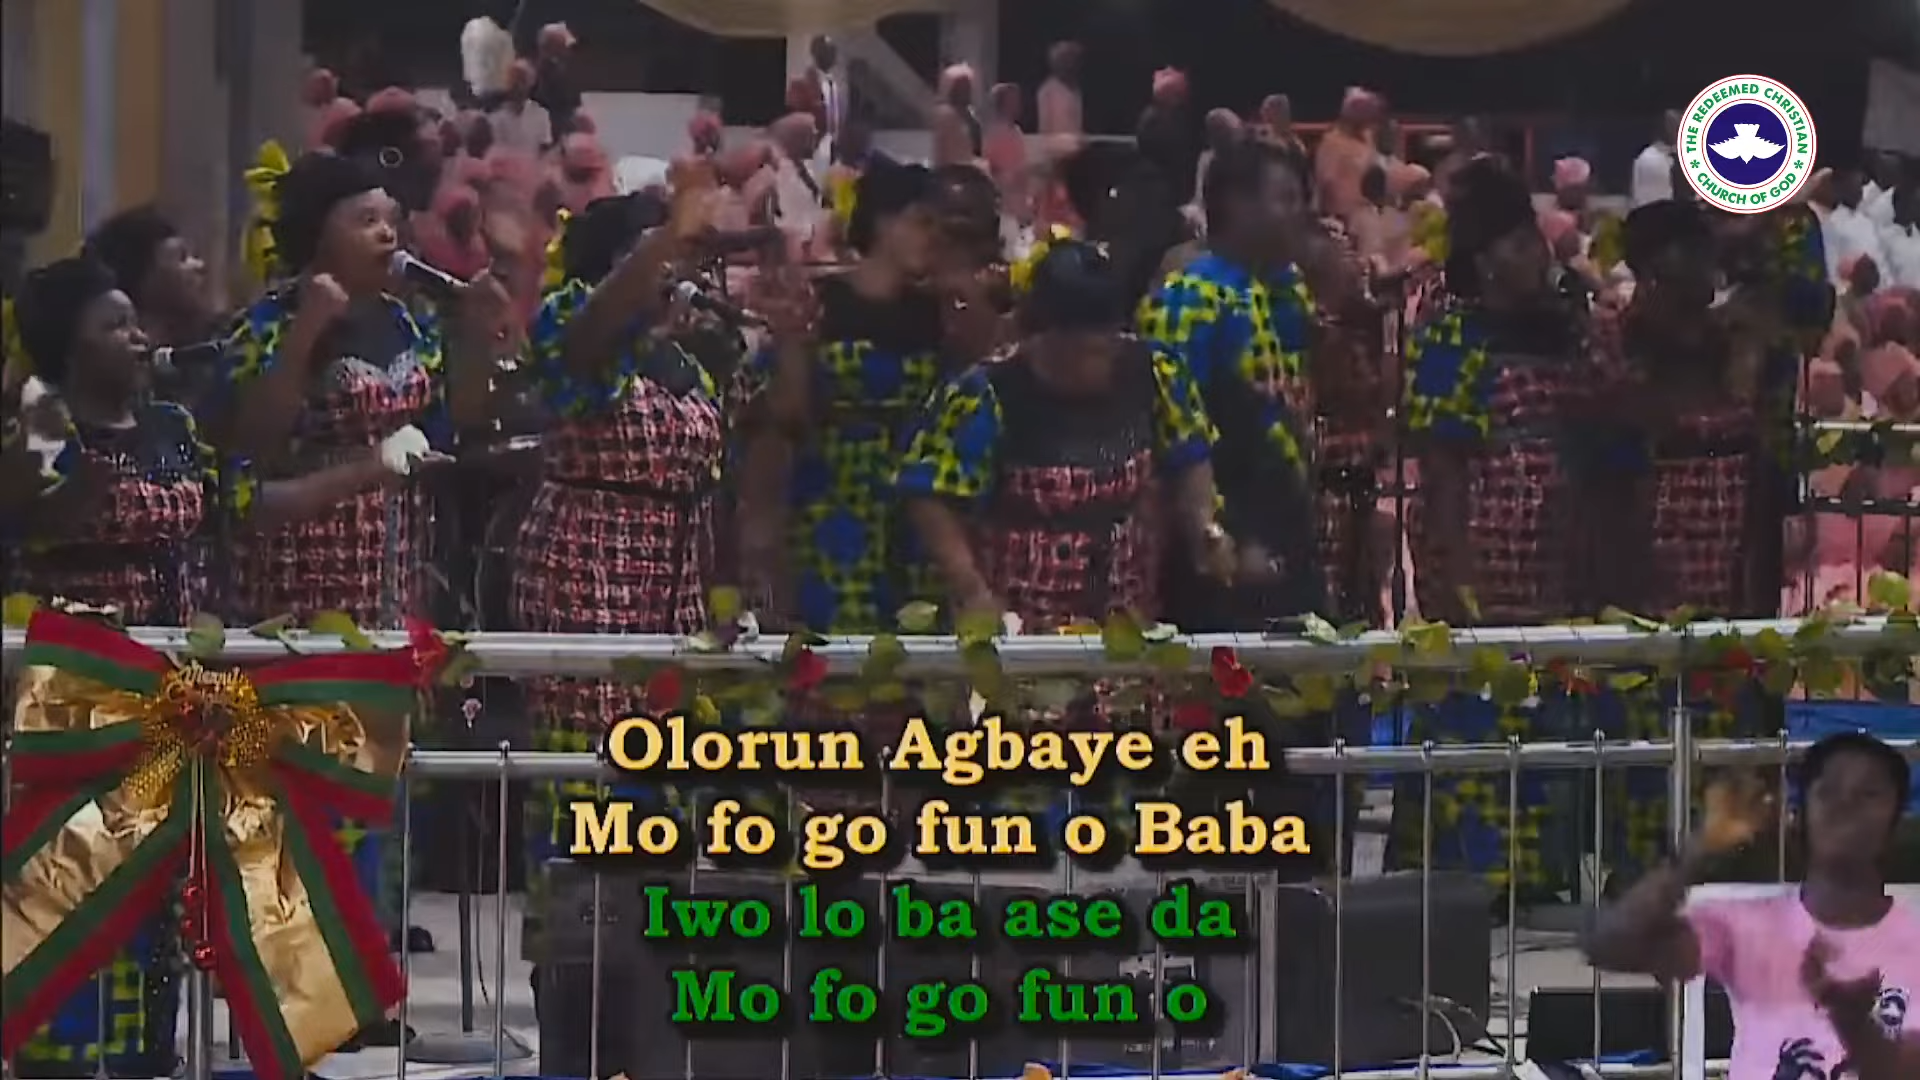 THE REDEEMED CHRISTIAN
* CHURCH OF GOD *
Olorun Agbaye eh
Mo fo go fun o Baba
Iwo lo ba ase da
Mo fo go fun o